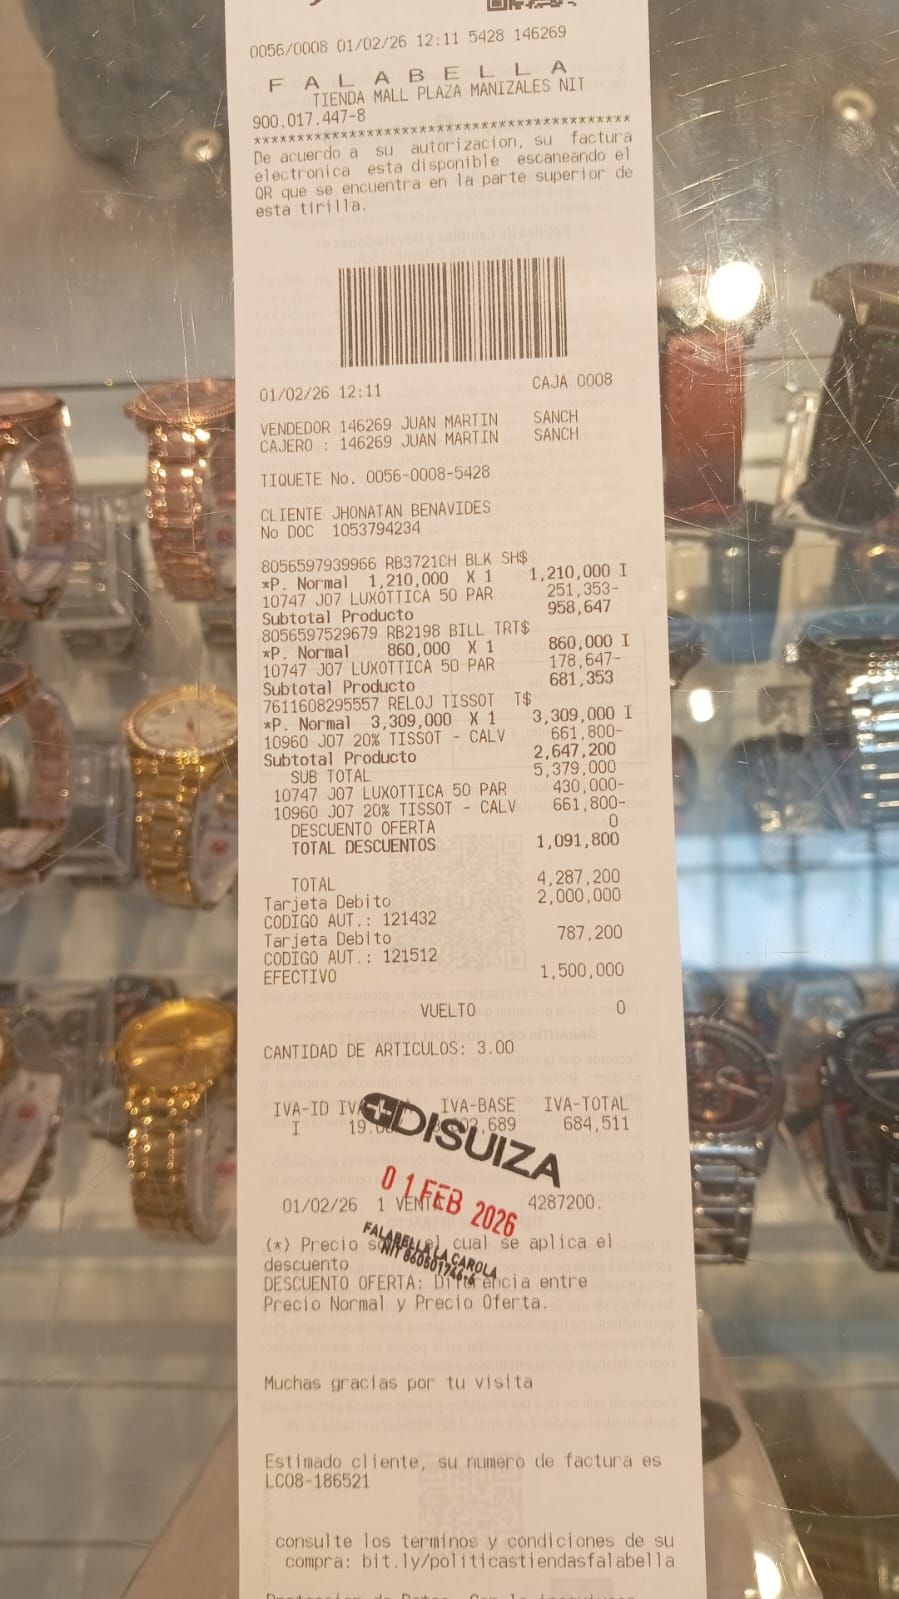 0056/0008 01/02/26 12:11 5428 146269
F A L A B E L L A
TIENDA MALL PLAZA MANIZALES NIT
900.017.447-8
******************************************
De acuerdo a su autorizacion, su factura
electronica esta disponible escaneando el
QR que se encuentra en la parte superior de
esta tirilla.
01/02/26 12:11 CAJA 0008
VENDEDOR 146269 JUAN MARTIN SANCH
CAJERO : 146269 JUAN MARTIN SANCH
TIQUETE No. 0056-0008-5428
CLIENTE JHONATAN BENAVIDES
No DOC 1053794234
8056597939966 RB3721CH BLK SH$
*P. Normal 1,210,000 X 1 1,210,000 I
10747 J07 LUXOTTICA 50 PAR 251,353-
Subtotal Producto 958,647
8056597529679 RB2198 BILL TRT$
*P. Normal 860,000 X 1 860,000 I
10747 J07 LUXOTTICA 50 PAR 178,647-
Subtotal Producto 681,353
7611608295557 RELOJ TISSOT T$
*P. Normal 3,309,000 X 1 3,309,000 I
10960 J07 20% TISSOT - CALV 661,800-
Subtotal Producto 2,647,200
SUB TOTAL 5,379,000
10747 J07 LUXOTTICA 50 PAR 430,000-
10960 J07 20% TISSOT - CALV 661,800-
DESCUENTO OFERTA 0
TOTAL DESCUENTOS 1,091,800
TOTAL 4,287,200
Tarjeta Debito 2,000,000
CODIGO AUT.: 121432
Tarjeta Debito 787,200
CODIGO AUT.: 121512
EFECTIVO 1,500,000
VUELTO 0
CANTIDAD DE ARTICULOS: 3.00
IVA-ID IVA IVA-BASE IVA-TOTAL
I 684,511
DISUIZA
01 FEB 2026
01/02/26 1 VENTA 4287200.
FALABELLA LA CAROLA
NIT 860501746-6
(*) Precio el cual se aplica el
descuento
DESCUENTO OFERTA: Diferencia entre
Precio Normal y Precio Oferta.
Muchas gracias por tu visita
Estimado cliente, su numero de factura es
LC08-186521
consulte los terminos y condiciones de su
compra: bit.ly/politicastiendasfalabella